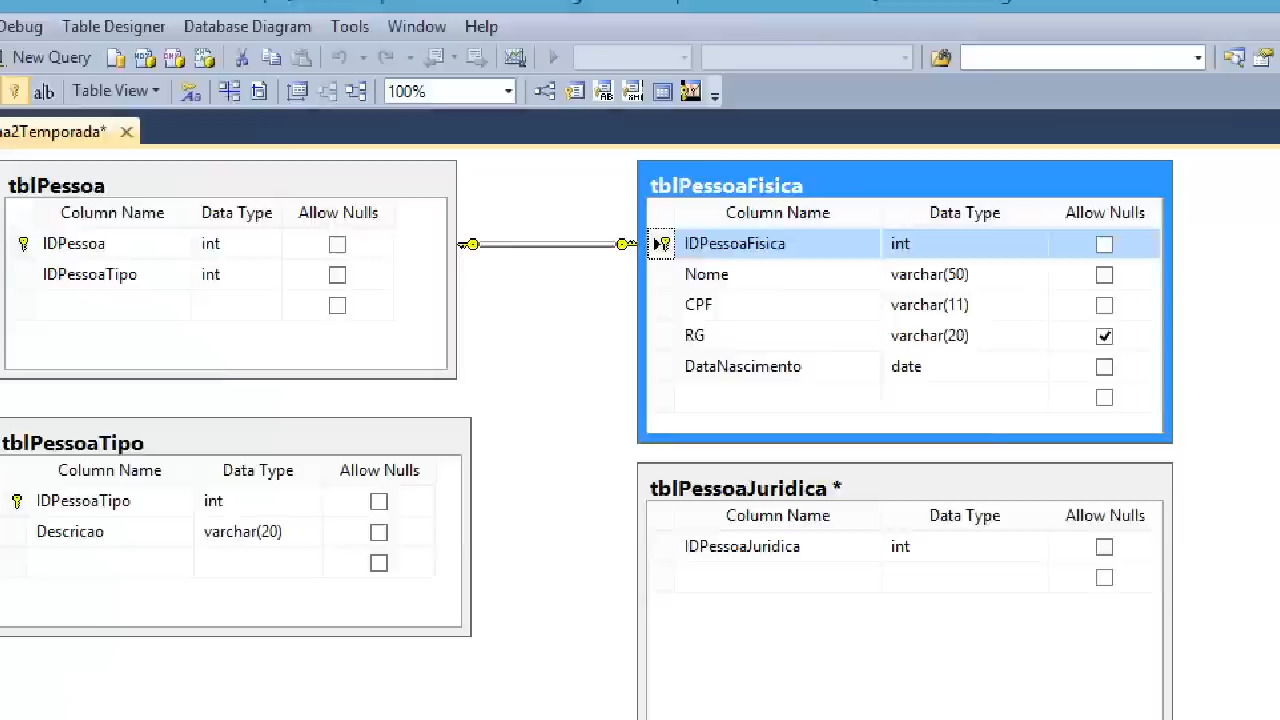 Debug Table Designer Database Diagram Tools Window Help
New Query
a|b Table View 100%
na2Temporada*
tblPessoa
Column Name Data Type Allow Nulls
IDPessoa int
IDPessoaTipo int
tblPessoaFisica
Column Name Data Type Allow Nulls
IDPessoaFisica int
Nome varchar(50)
CPF varchar(11)
RG varchar(20)
DataNascimento date
tblPessoaTipo
Column Name Data Type Allow Nulls
IDPessoaTipo int
Descricao varchar(20)
tblPessoaJuridica *
Column Name Data Type Allow Nulls
IDPessoaJuridica int